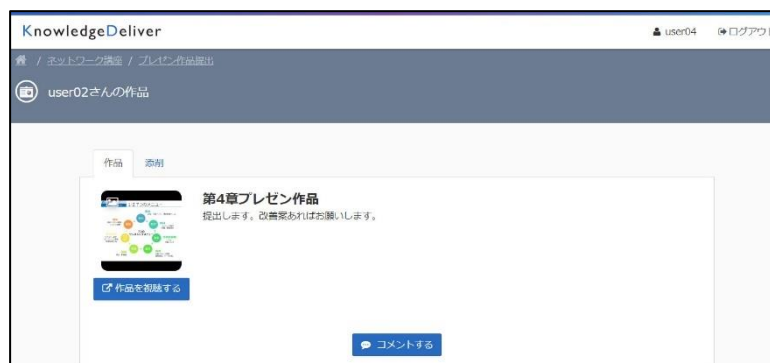 KnowledgeDeliver
user04 ログアウト
/ ネットワーク講座 / プレゼン作品提出
user02さんの作品
作品 添削
第4章プレゼン作品
提出します。改善案あればお願いします。
作品を視聴する
コメントする